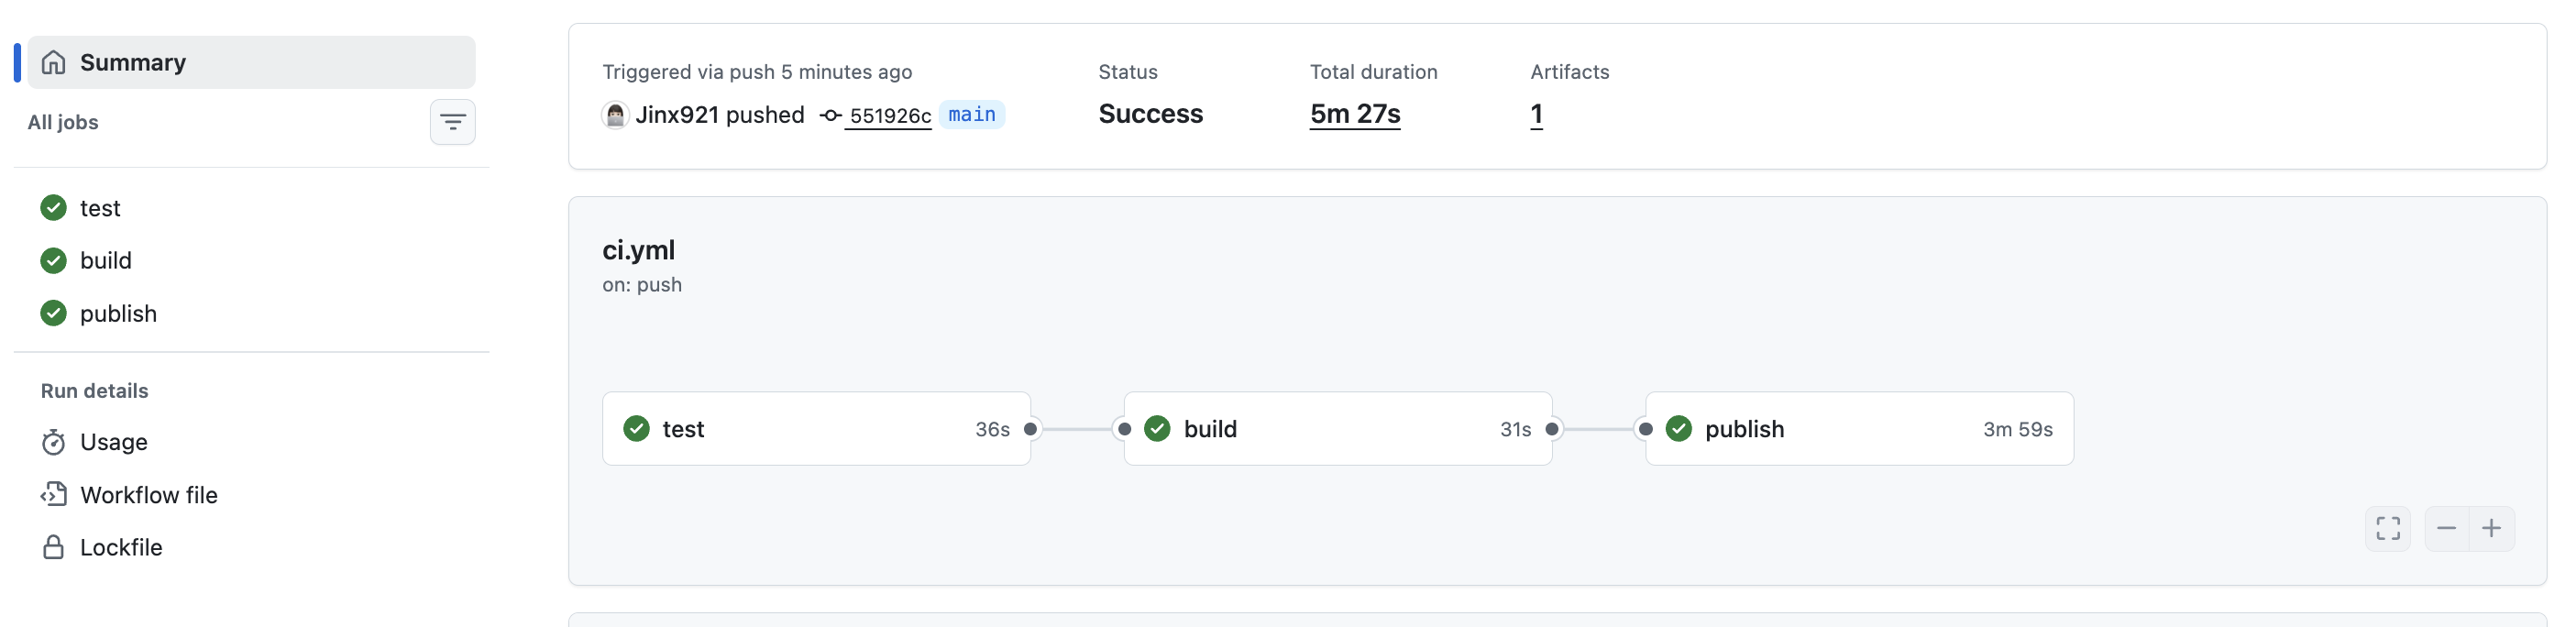 Summary
All jobs
test
build
publish
Run details
Usage
Workflow file
Lockfile
Triggered via push 5 minutes ago
Jinx921 pushed 551926c main
Status
Success
Total duration
5m 27s
Artifacts
1
ci.yml
on: push
test 36s
build 31s
publish 3m 59s